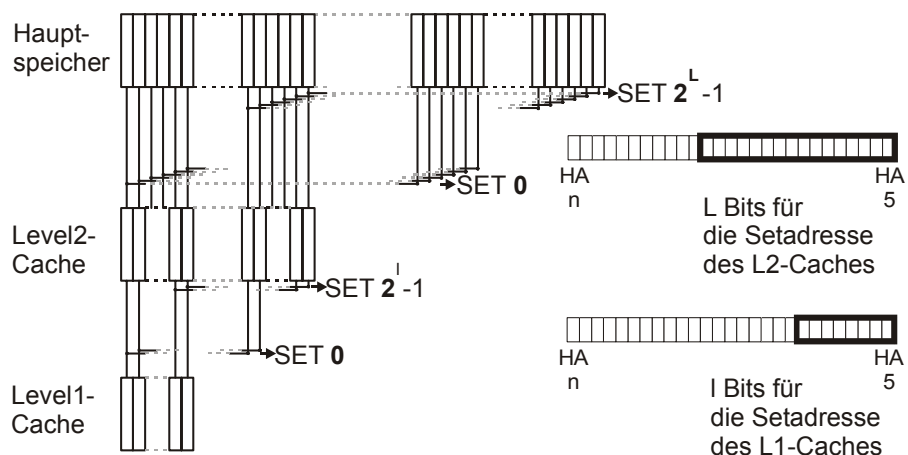 Haupt-
speicher
SET 2^L -1
SET 0
HA
n
HA
5
L Bits für
die Setadresse
des L2-Caches
Level2-
Cache
SET 2^l -1
SET 0
HA
n
HA
5
l Bits für
die Setadresse
des L1-Caches
Level1-
Cache